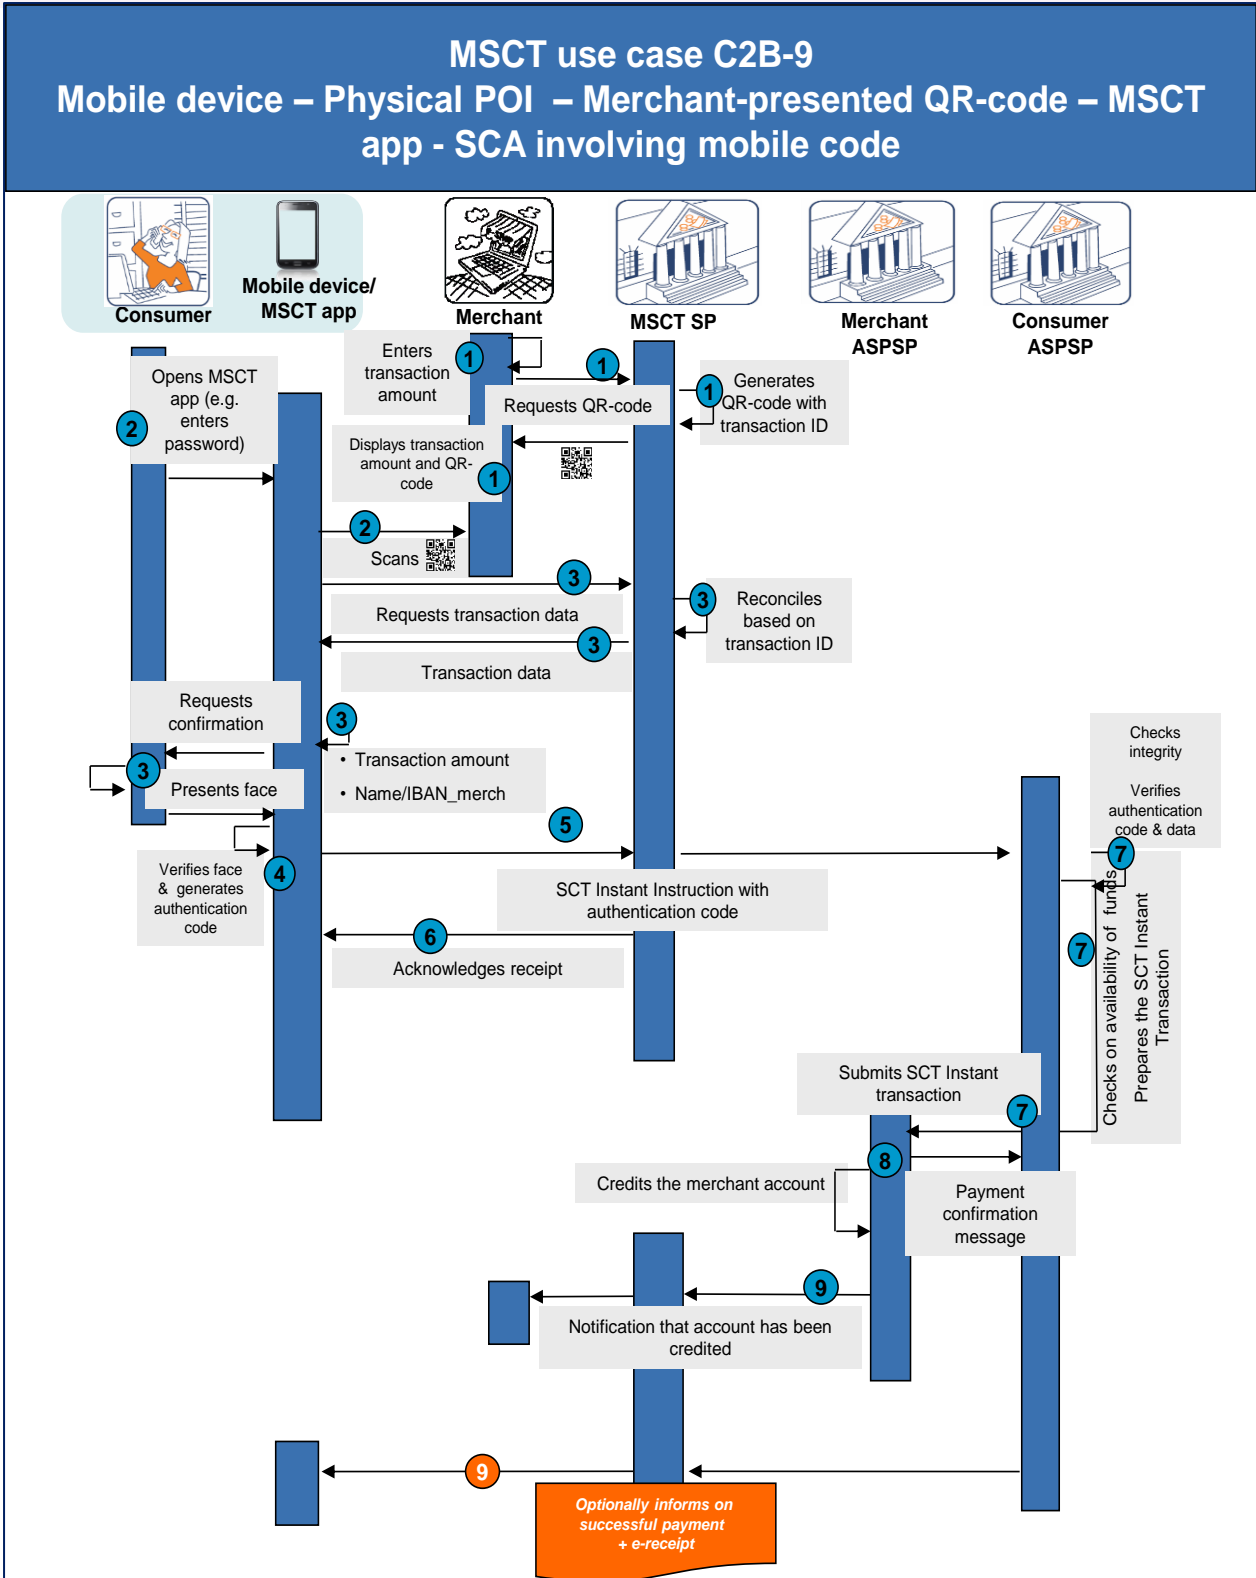 MSCT use case C2B-9
Mobile device – Physical POI – Merchant-presented QR-code – MSCT
app - SCA involving mobile code
Consumer
Mobile device/
MSCT app
Merchant
MSCT SP
Merchant
ASPSP
Consumer
ASPSP
Enters
transaction
amount
1
1
Requests QR-code
1
Generates
QR-code with
transaction ID
Opens MSCT
app (e.g.
enters
password)
2
Displays transaction
amount and QR-
code
1
2
Scans
3
Requests transaction data
3
Reconciles
based on
transaction ID
3
Transaction data
Requests
confirmation
3
• Transaction amount
• Name/IBAN_merch
3
Presents face
Checks
integrity
Verifies
authentication
code & data
5
7
Verifies face
& generates
authentication
code
4
SCT Instant Instruction with
authentication code
6
Acknowledges receipt
7
Checks on availability of funds
Prepares the SCT Instant
Transaction
Submits SCT Instant
transaction
7
8
Credits the merchant account
Payment
confirmation
message
9
Notification that account has been
credited
9
Optionally informs on
successful payment
+ e-receipt